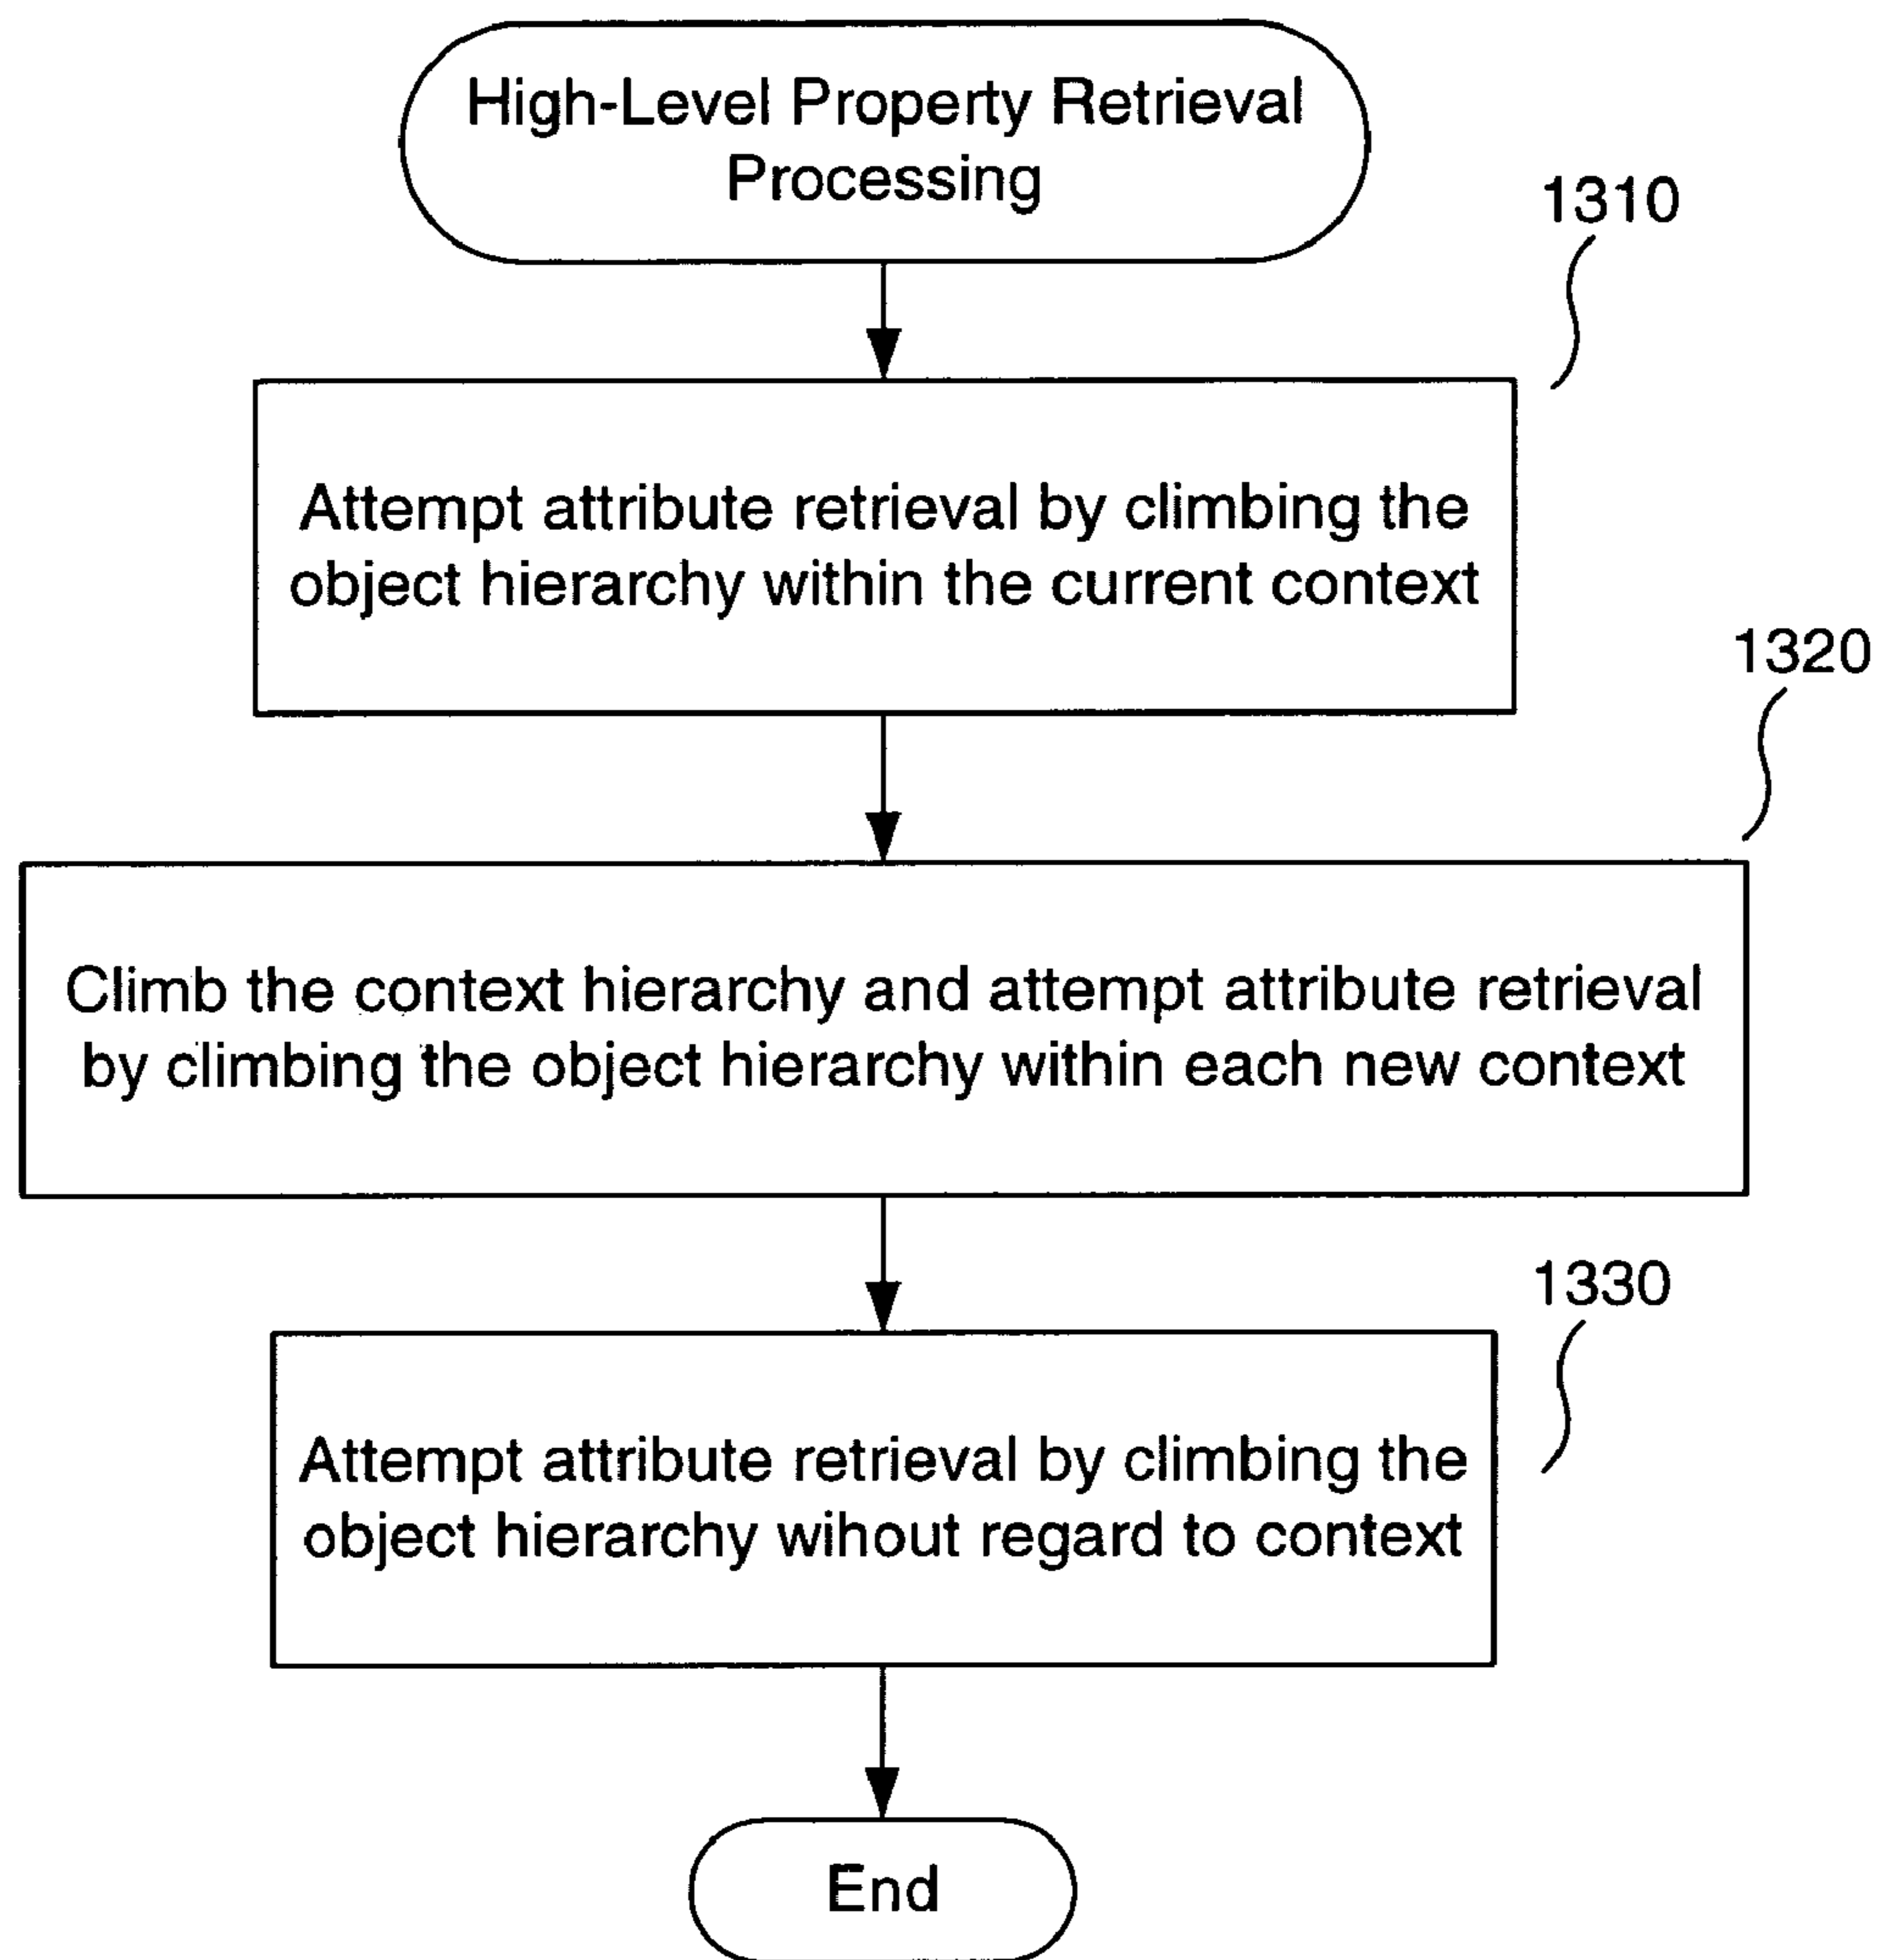 High-Level Property Retrieval
Processing
1310
Attempt attribute retrieval by climbing the
object hierarchy within the current context
1320
Climb the context hierarchy and attempt attribute retrieval
by climbing the object hierarchy within each new context
1330
Attempt attribute retrieval by climbing the
object hierarchy wihout regard to context
End